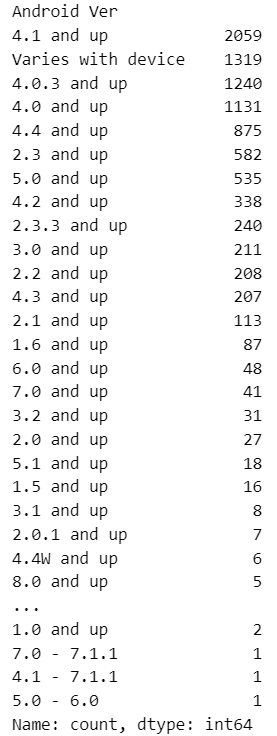 Android Ver
4.1 and up 2059
Varies with device 1319
4.0.3 and up 1240
4.0 and up 1131
4.4 and up 875
2.3 and up 582
5.0 and up 535
4.2 and up 338
2.3.3 and up 240
3.0 and up 211
2.2 and up 208
4.3 and up 207
2.1 and up 113
1.6 and up 87
6.0 and up 48
7.0 and up 41
3.2 and up 31
2.0 and up 27
5.1 and up 18
1.5 and up 16
3.1 and up 8
2.0.1 and up 7
4.4W and up 6
8.0 and up 5
...
1.0 and up 2
7.0 - 7.1.1 1
4.1 - 7.1.1 1
5.0 - 6.0 1
Name: count, dtype: int64